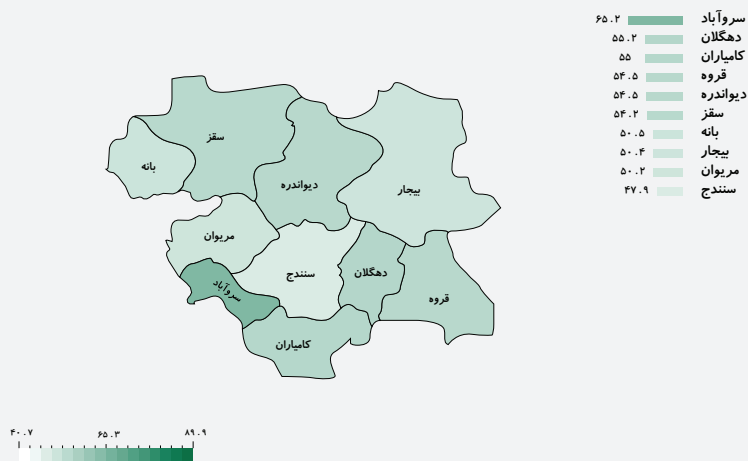 سروآباد ۶۵.۲
دهگلان ۵۵.۲
کامیاران ۵۵
قروه ۵۴.۵
دیواندره ۵۴.۵
سقز ۵۴.۲
بانه ۵۰.۵
بیجار ۵۰.۴
مریوان ۵۰.۲
سنندج ۴۷.۹
سقز
بانه
دیواندره
بیجار
مریوان
سنندج
دهگلان
سروآباد
قروه
کامیاران
۴۰.۷ ۶۵.۳ ۸۹.۹